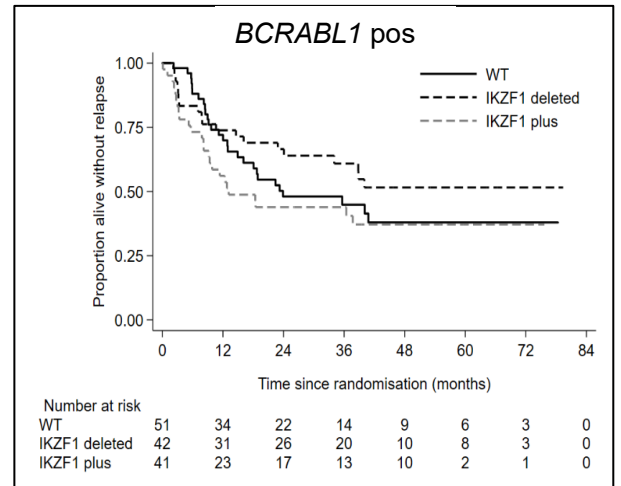 BCRABL1 pos
WT
IKZF1 deleted
IKZF1 plus
Proportion alive without relapse
1.00
0.75
0.50
0.25
0.00
0 12 24 36 48 60 72 84
Time since randomisation (months)
Number at risk
WT 51 34 22 14 9 6 3 0
IKZF1 deleted 42 31 26 20 10 8 3 0
IKZF1 plus 41 23 17 13 10 2 1 0